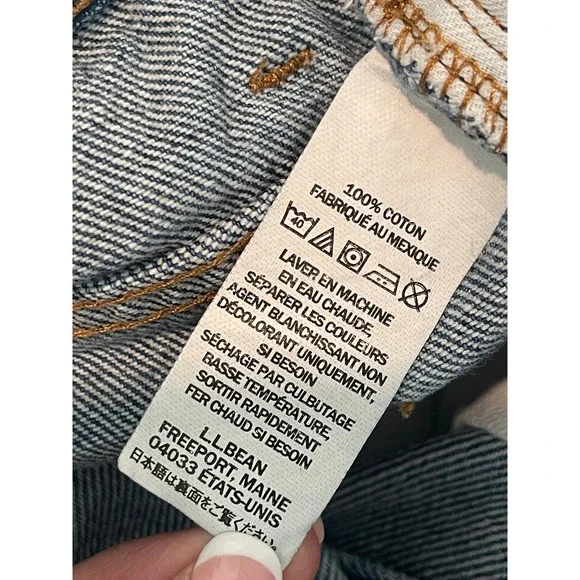 100% COTON
FABRIQUÉ AU MEXIQUE
40
LAVER EN MACHINE
EN EAU CHAUDE,
SÉPARER LES COULEURS
AGENT BLANCHISSANT NON
DÉCOLORANT UNIQUEMENT,
SI BESOIN
SÉCHAGE PAR CULBUTAGE
BASSE TEMPÉRATURE,
SORTIR RAPIDEMENT
FER CHAUD SI BESOIN
L.L.BEAN
FREEPORT, MAINE
04033 ÉTATS-UNIS
日本語は裏面をご覧ください。